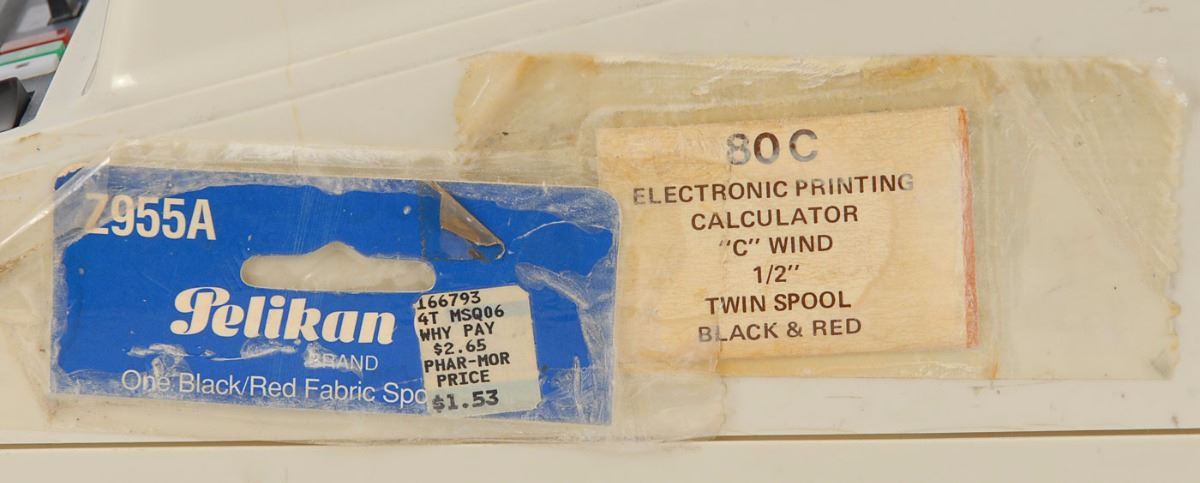 Z955A
Pelikan
BRAND
One Black/Red Fabric Spo
166793
4T MSQ06
WHY PAY
$2.65
PHAR-MOR
PRICE
$1.53
80C
ELECTRONIC PRINTING
CALCULATOR
"C" WIND
1/2"
TWIN SPOOL
BLACK & RED